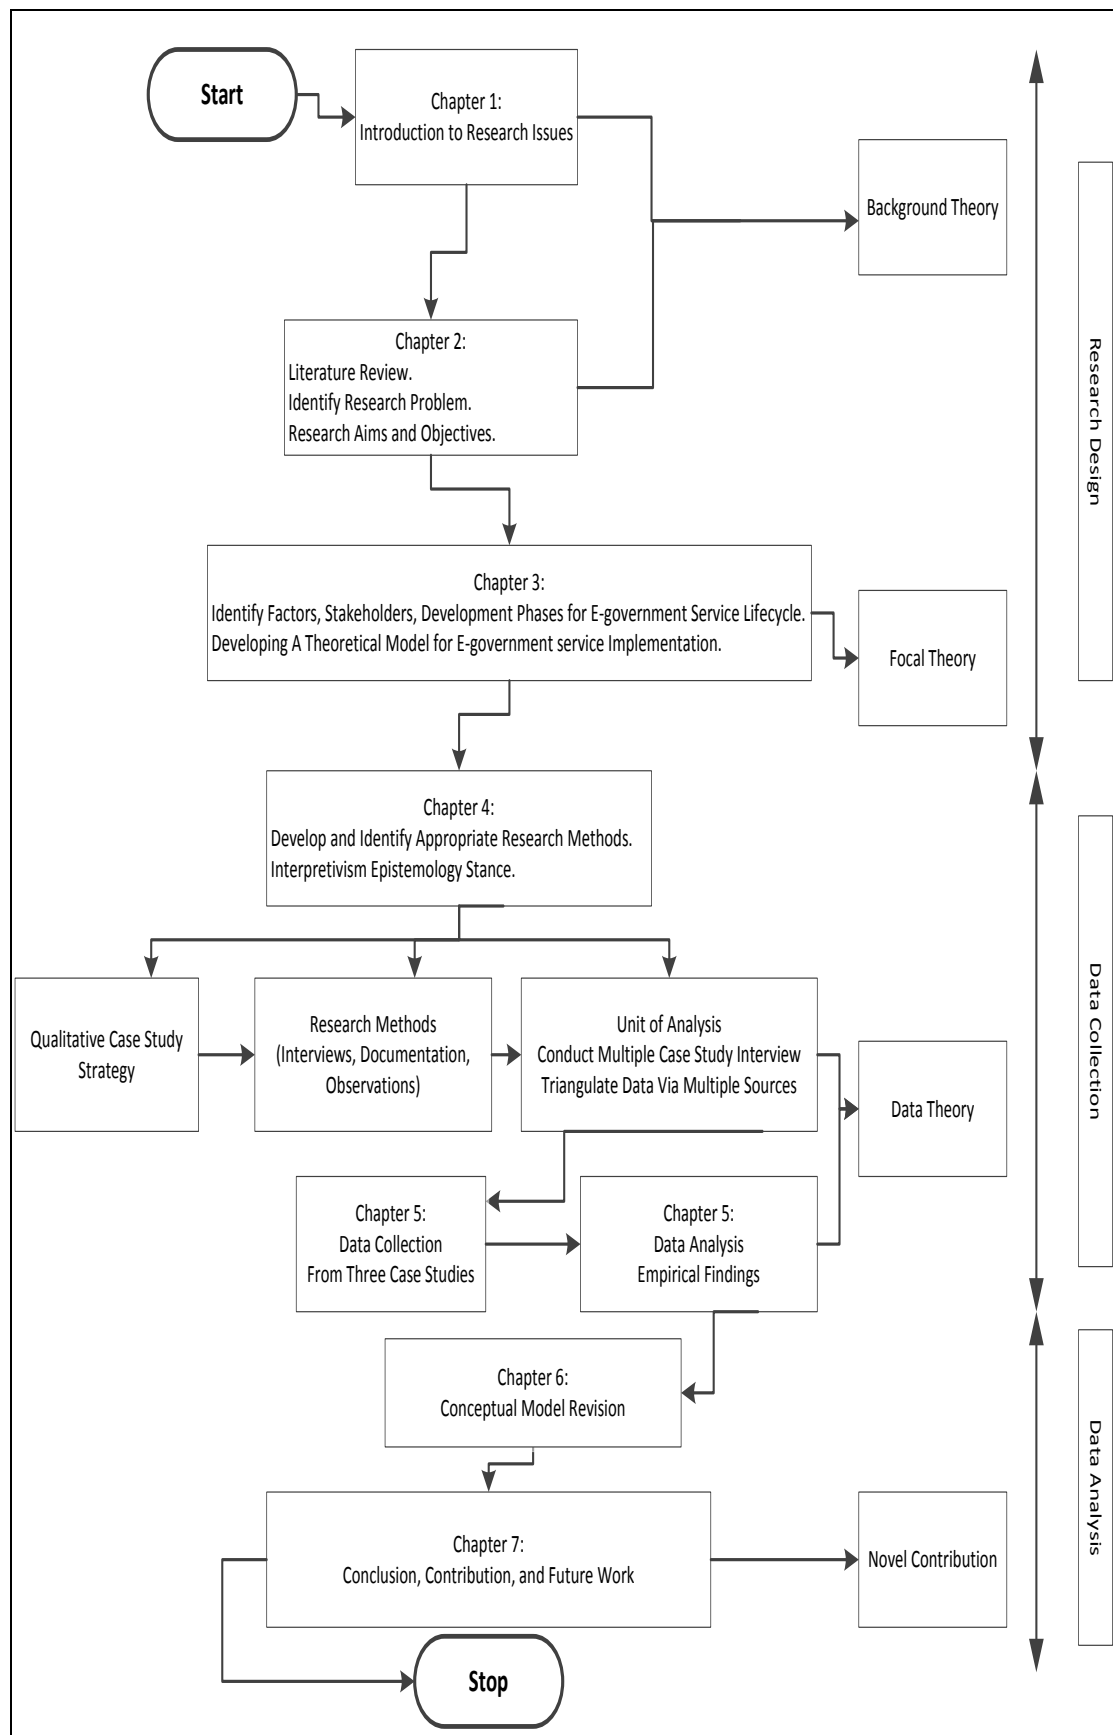 Start
Chapter 1:
Introduction to Research Issues
Background Theory
Chapter 2:
Literature Review.
Identify Research Problem.
Research Aims and Objectives.
Research Design
Chapter 3:
Identify Factors, Stakeholders, Development Phases for E-government Service Lifecycle.
Developing A Theoretical Model for E-government service Implementation.
Focal Theory
Chapter 4:
Develop and Identify Appropriate Research Methods.
Interpretivism Epistemology Stance.
Qualitative Case Study
Strategy
Research Methods
(Interviews, Documentation,
Observations)
Unit of Analysis
Conduct Multiple Case Study Interview
Triangulate Data Via Multiple Sources
Data Theory
Data Collection
Chapter 5:
Data Collection
From Three Case Studies
Chapter 5:
Data Analysis
Empirical Findings
Chapter 6:
Conceptual Model Revision
Data Analysis
Chapter 7:
Conclusion, Contribution, and Future Work
Novel Contribution
Stop